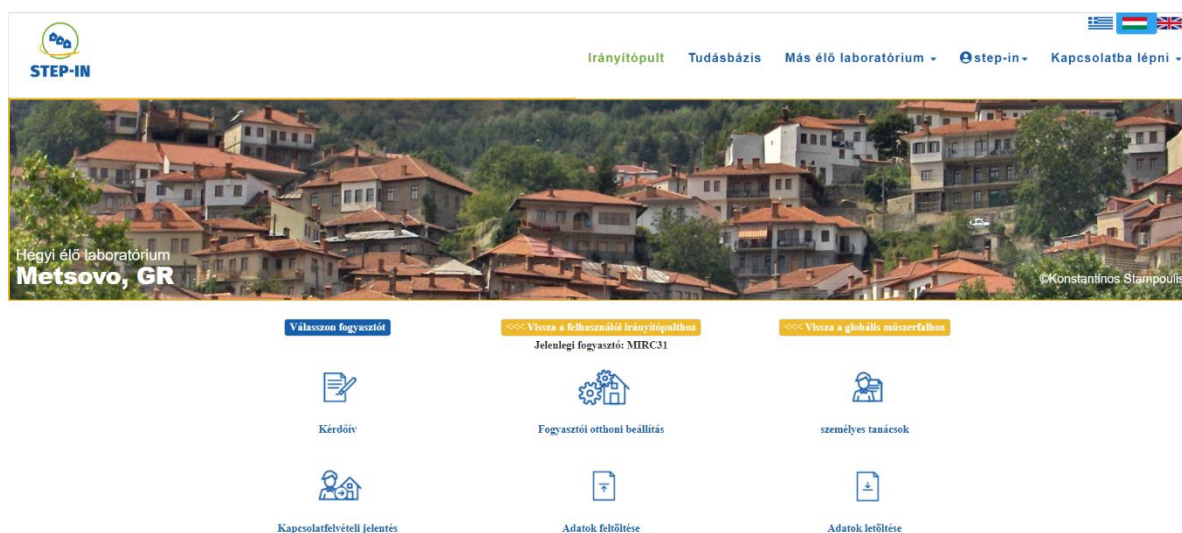 STEP-IN
Irányítópult Tudásbázis Más élő laboratórium step-in Kapcsolatba lépni
Hegyi élő laboratórium
Metsovo, GR
©Konstantinos Stampoulis
Válasszon fogyasztót
<<< Vissza a felhasználói irányítópulthoz
<<< Vissza a globális műszerfalhoz
Jelenlegi fogyasztó: MIRC31
Kérdőív
Fogyasztói otthoni beállítás
személyes tanácsok
Kapcsolatfelvételi jelentés
Adatok feltöltése
Adatok letöltése